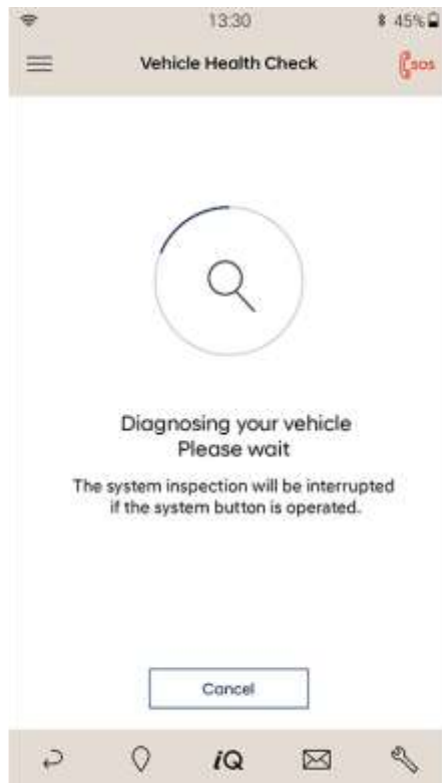 13:30
45%
Vehicle Health Check
SOS
Diagnosing your vehicle
Please wait
The system inspection will be interrupted
if the system button is operated.
Cancel
iQ